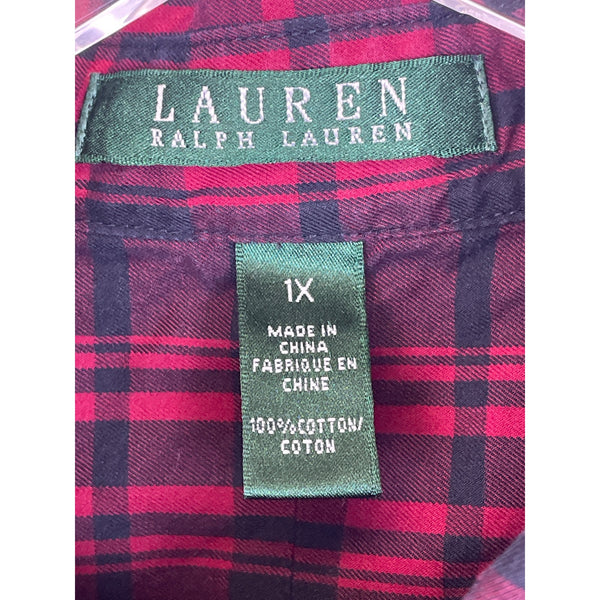 LAUREN
RALPH LAUREN
1X
MADE IN
CHINA
FABRIQUE EN
CHINE
100%COTTON/
COTON